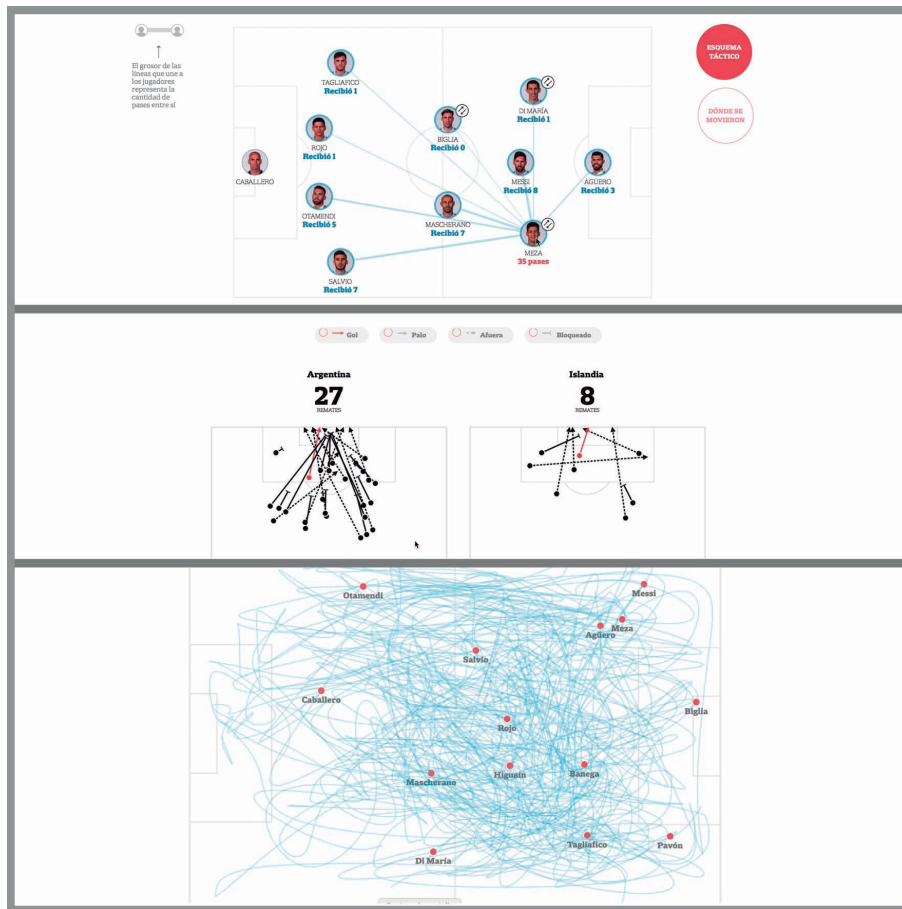 El grosor de las
líneas que une a
los jugadores
representa la
cantidad de
pases entre sí
ESQUEMA
TÁCTICO
DÓNDE SE
MOVIERON
TAGLIAFICO
Recibió 1
DI MARÍA
Recibió 1
BIGLIA
Recibió 0
ROJO
Recibió 1
CABALLERO
MESSI
Recibió 8
AGÜERO
Recibió 3
OTAMENDI
Recibió 5
MASCHERANO
Recibió 7
MEZA
35 pases
SALVIO
Recibió 7
Gol
Palo
Afuera
Bloqueado
Argentina
27
REMATES
Islandia
8
REMATES
Otamendi
Messi
Meza
Agüero
Salvio
Caballero
Biglia
Rojo
Mascherano
Higuaín
Banega
Tagliafico
Pavón
Di María